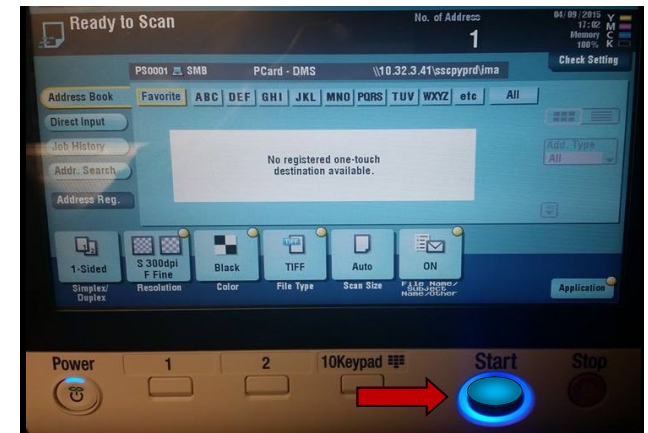 Ready to Scan
No. of Address
1
04/09/2015
17:02
Memory
100%
Y
M
C
K
Check Setting
PS0001 SMB PCard - DMS \\10.32.3.41\sscpyprd\ima
Address Book
Favorite ABC DEF GHI JKL MNO PQRS TUV WXYZ etc All
Direct Input
Job History
Addr. Search
Address Reg.
No registered one-touch
destination available.
Add. Type
All
1-Sided
S 300dpi
F Fine
Black
TIFF
TIFF
Auto
ON
Simplex/
Duplex
Resolution
Color
File Type
Scan Size
File Name/
Subject
Name/Other
Application
Power
1
2
10Keypad
Start
Stop